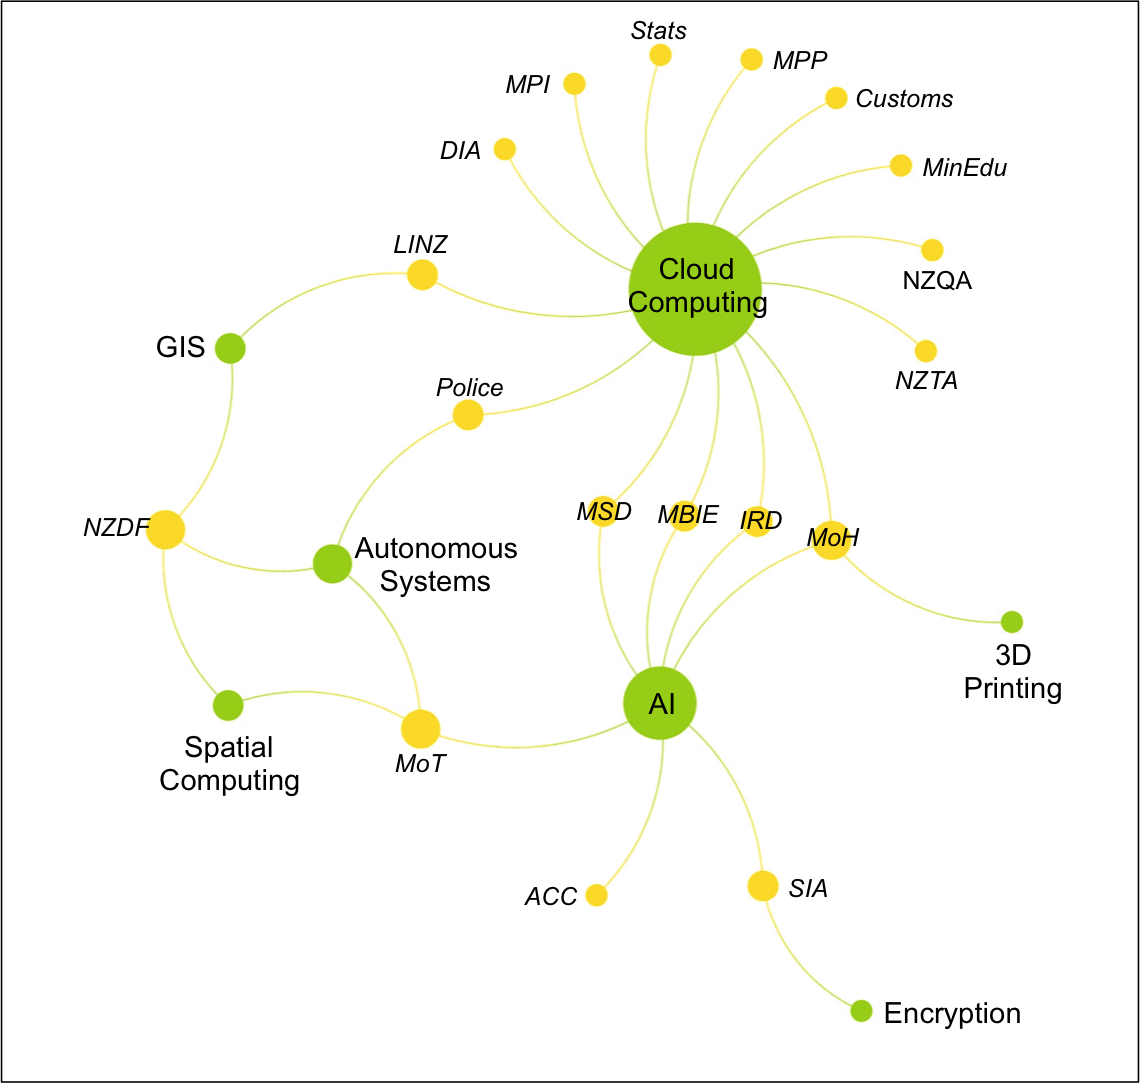 Stats
MPP
MPI
Customs
DIA
MinEdu
LINZ
Cloud
Computing
NZQA
GIS
NZTA
Police
MSD
MBIE
IRD
MoH
NZDF
Autonomous
Systems
3D
Printing
AI
Spatial
Computing
MoT
ACC
SIA
Encryption